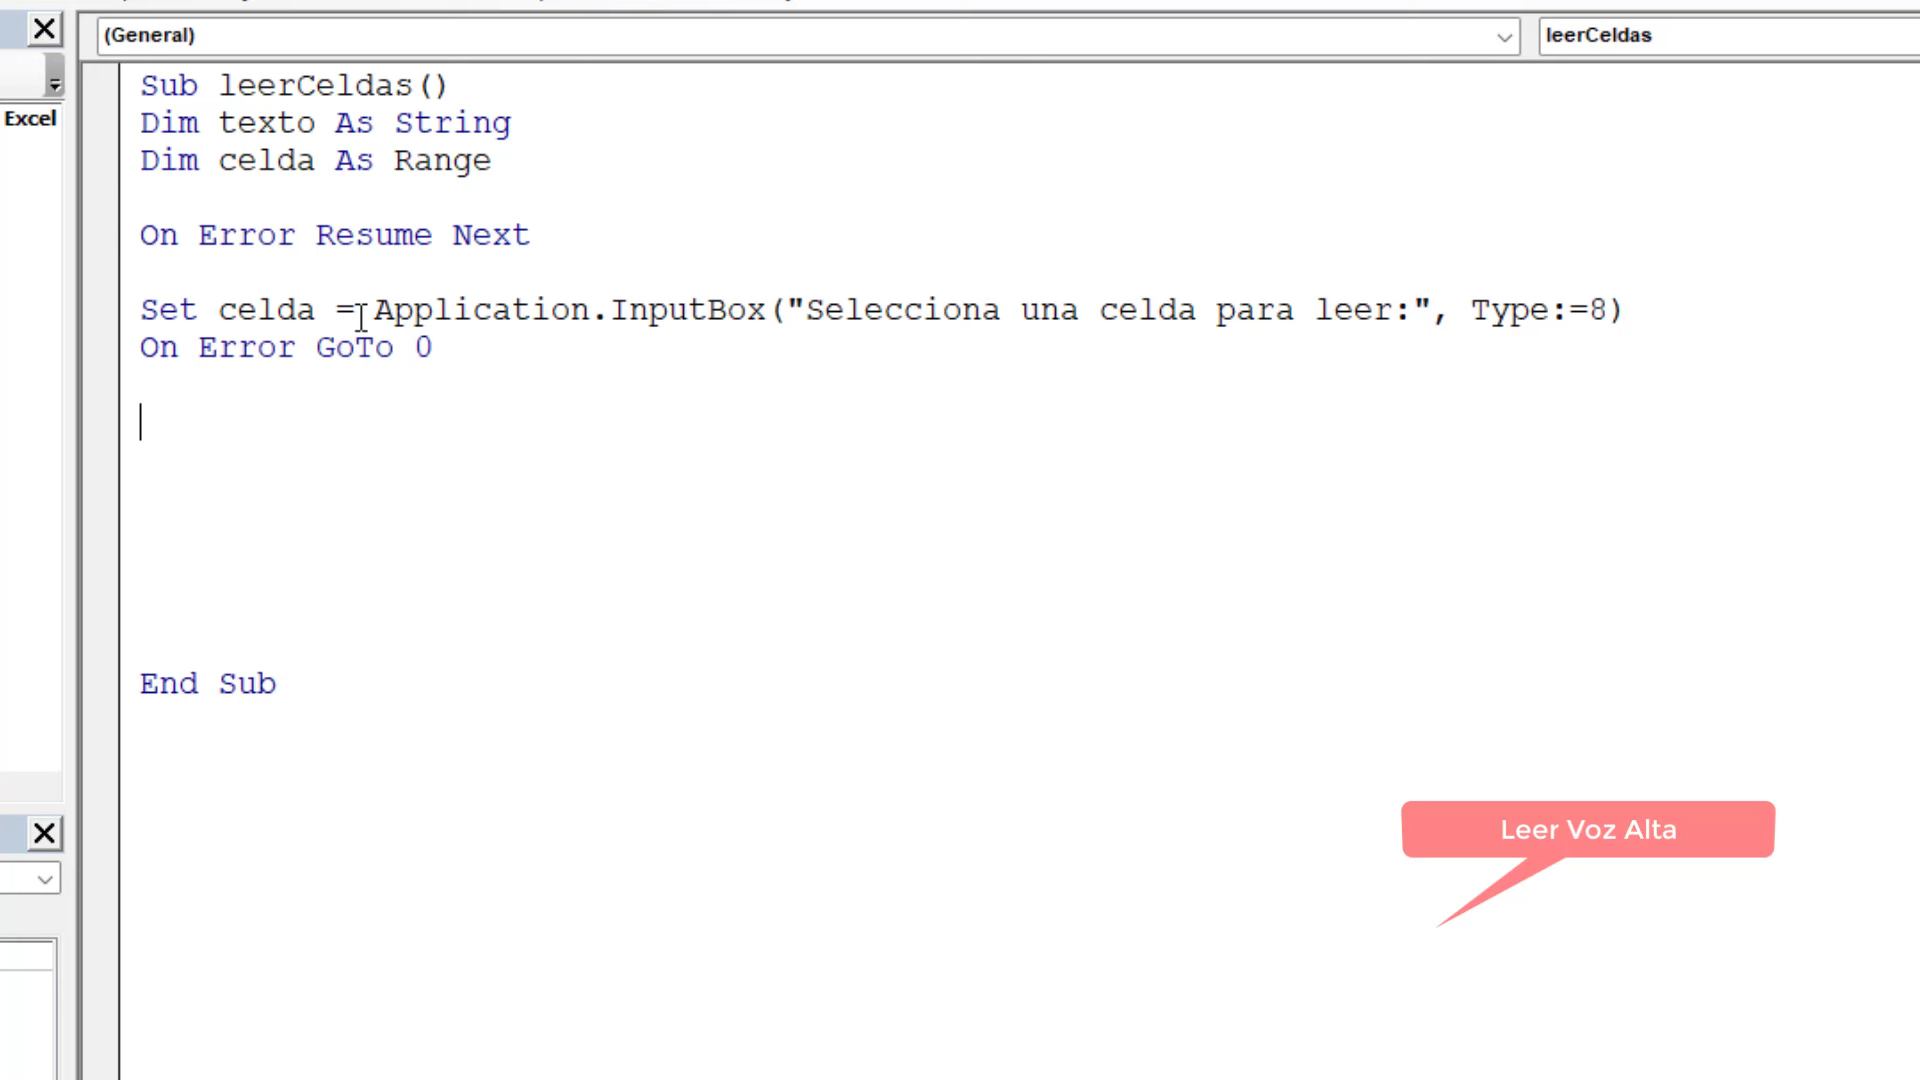 (General)
leerCeldas
Excel
Sub leerCeldas()
Dim texto As String
Dim celda As Range
On Error Resume Next
Set celda = Application.InputBox("Selecciona una celda para leer:", Type:=8)
On Error GoTo 0
End Sub
Leer Voz Alta